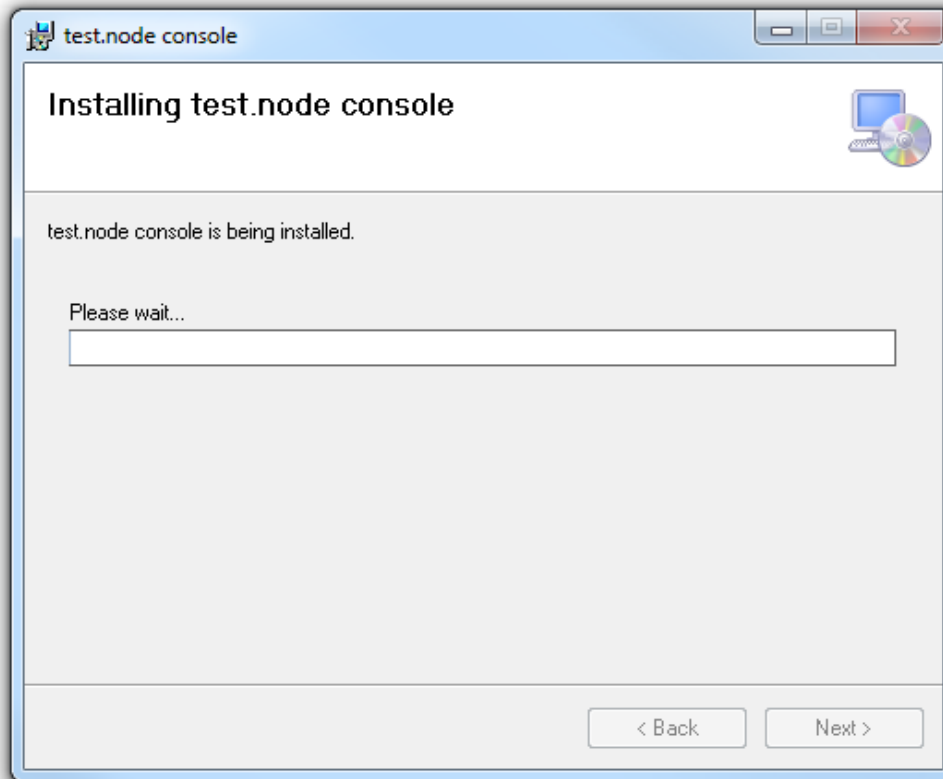 test.node console
Installing test.node console
test.node console is being installed.
Please wait...
< Back
Next >